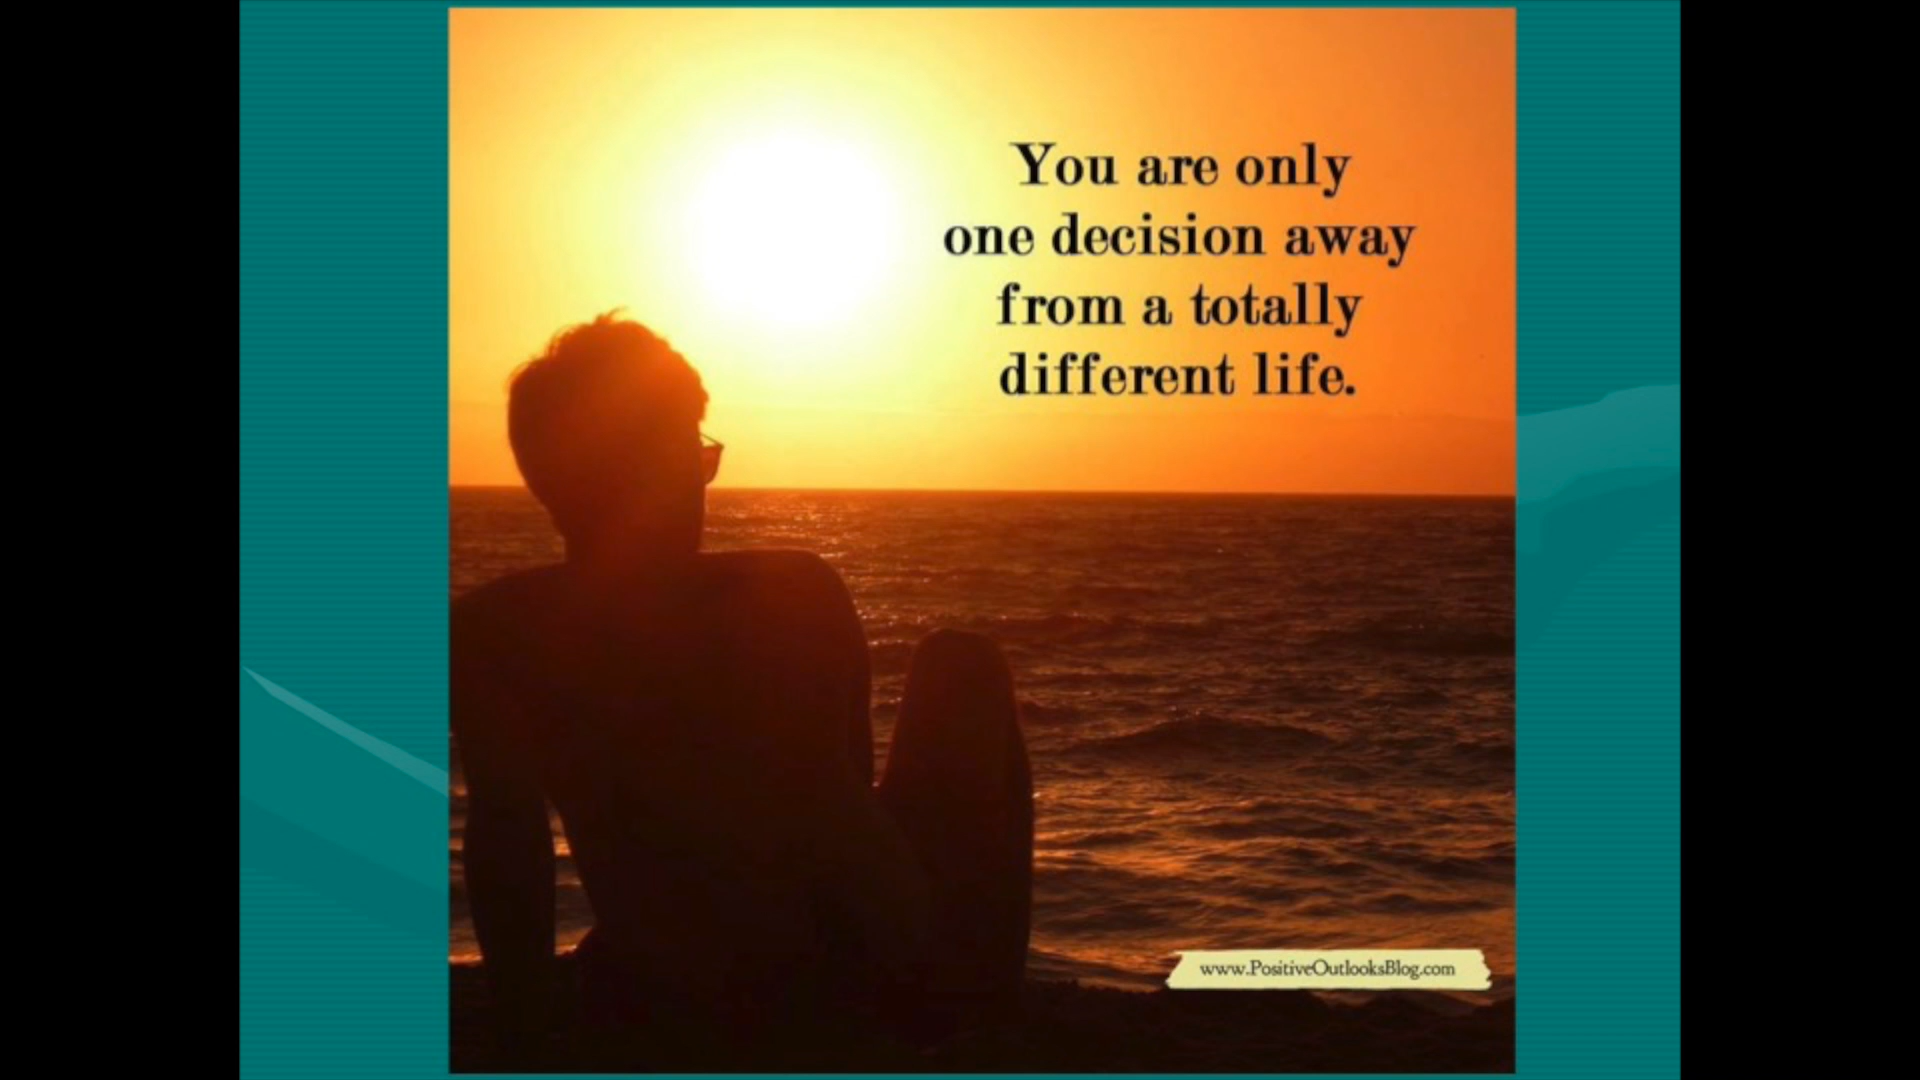 You are only
one decision away
from a totally
different life.
www.PositiveOutlooksBlog.com